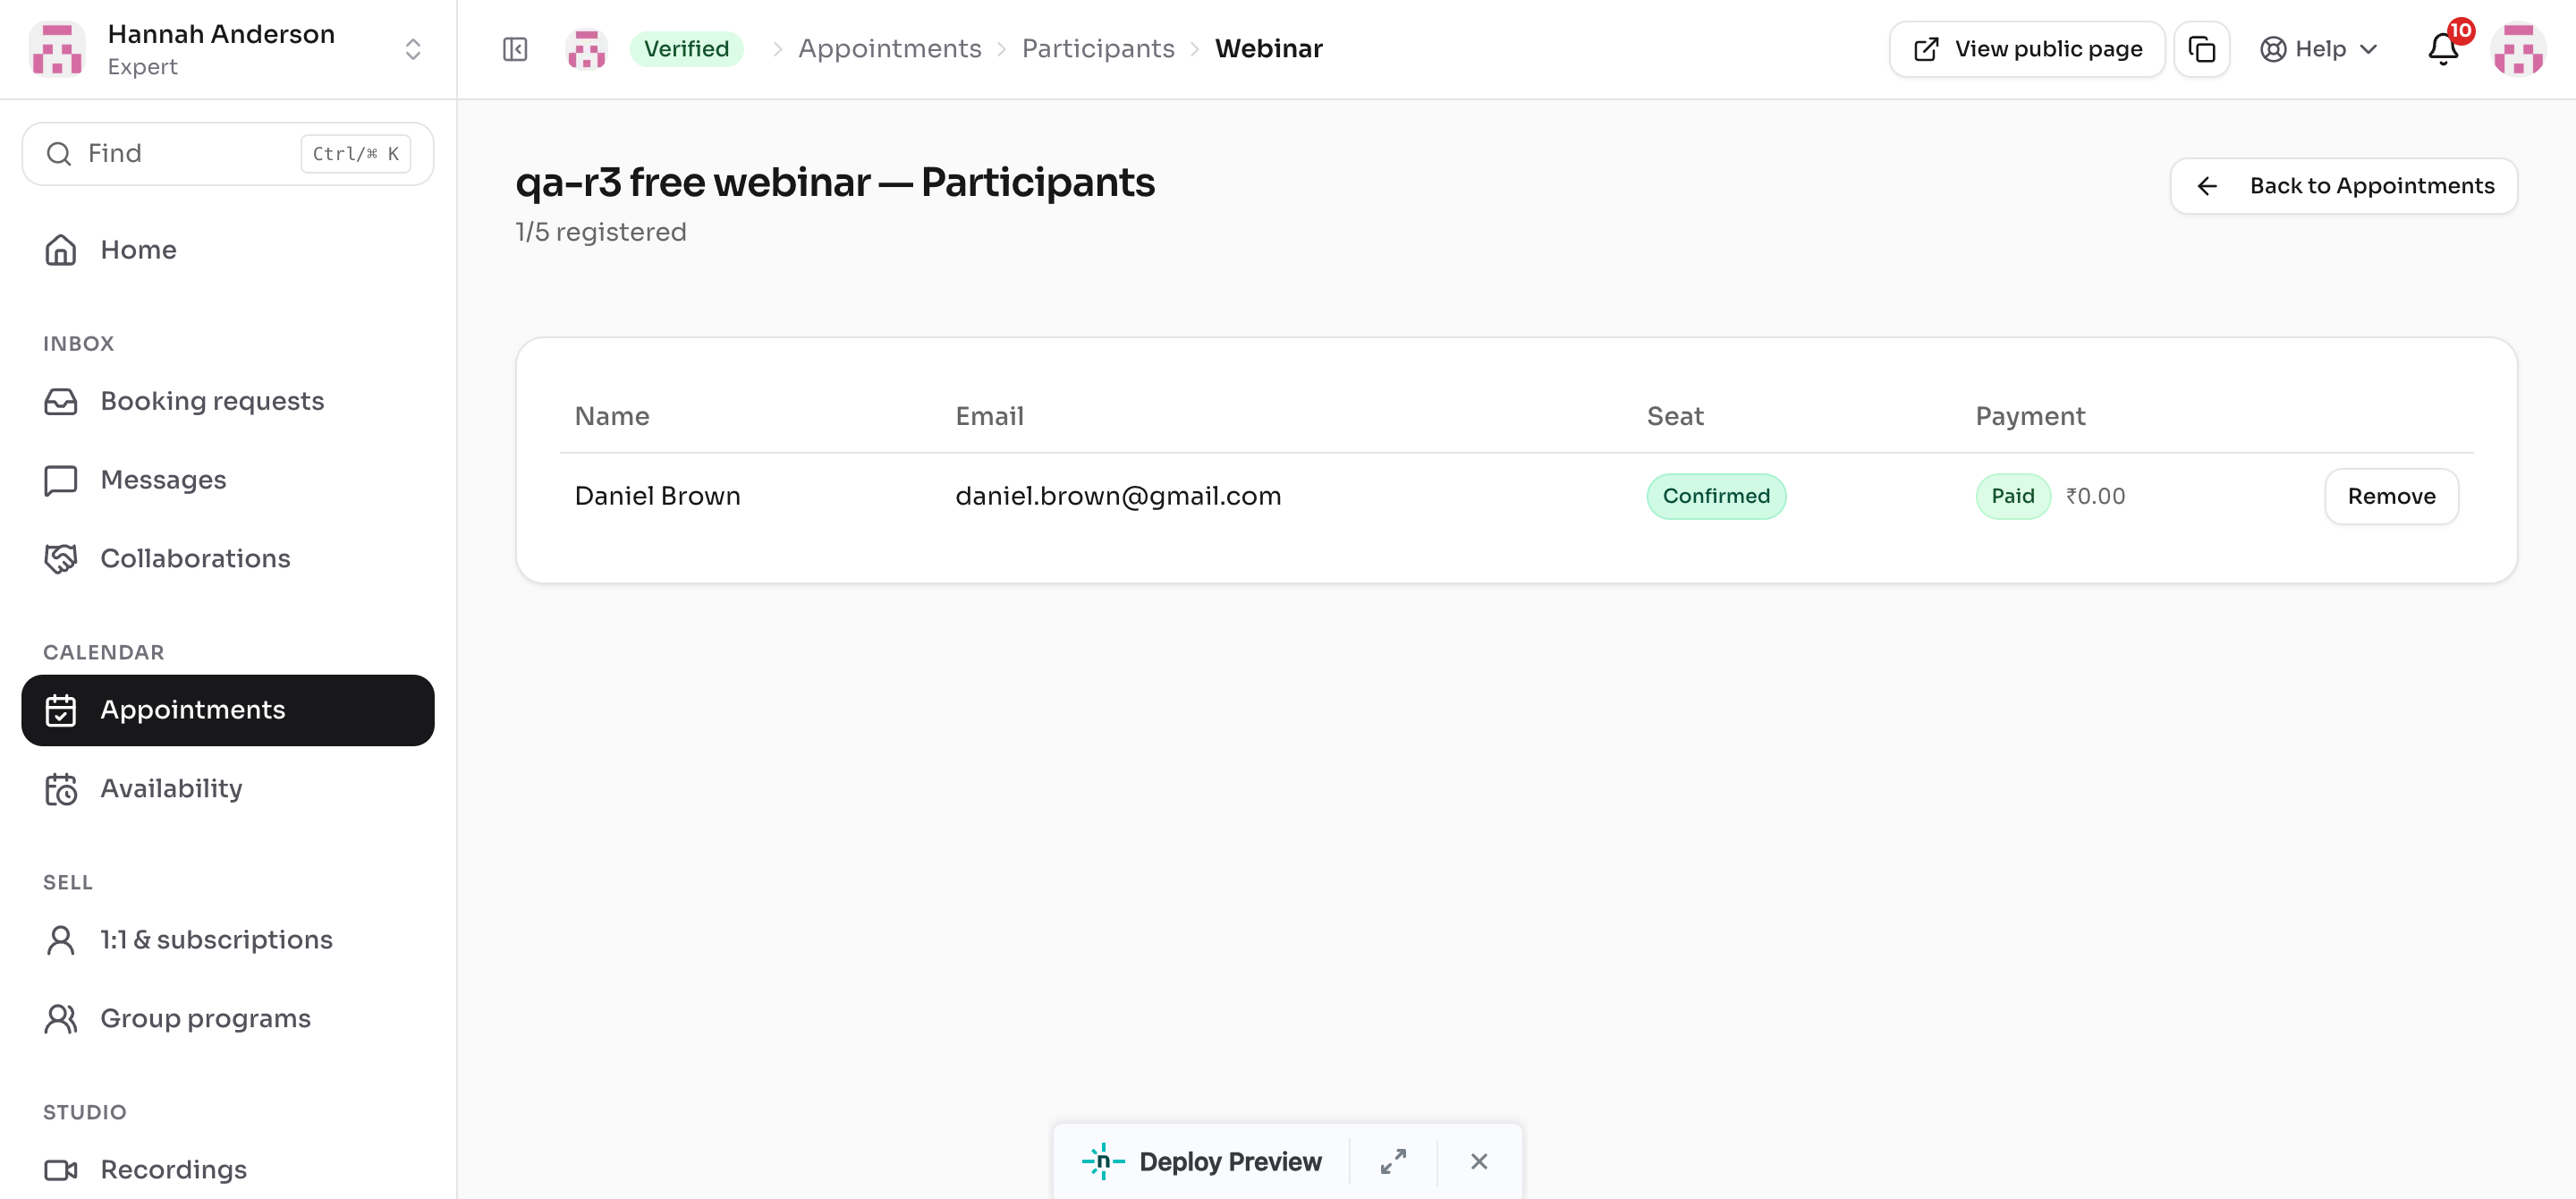 Hannah Anderson
Expert
Verified
Appointments
Participants
Webinar
View public page
Help
10
Find
Ctrl/⌘ K
Home
INBOX
Booking requests
Messages
Collaborations
CALENDAR
Appointments
Availability
SELL
1:1 & subscriptions
Group programs
STUDIO
Recordings
qa-r3 free webinar — Participants
1/5 registered
Back to Appointments
Name Email Seat Payment
Daniel Brown daniel.brown@gmail.com Confirmed Paid ₹0.00 Remove
n Deploy Preview